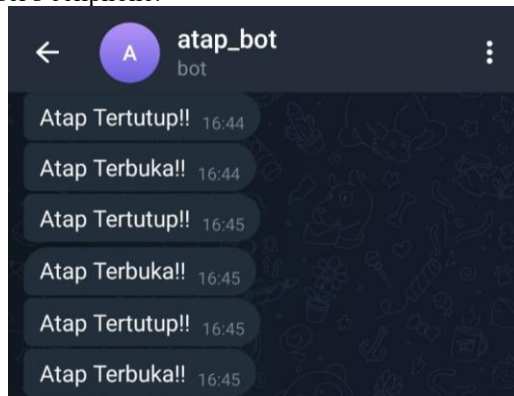 A
atap_bot
bot
Atap Tertutup!! 16:44
Atap Terbuka!! 16:44
Atap Tertutup!! 16:45
Atap Terbuka!! 16:45
Atap Tertutup!! 16:45
Atap Terbuka!! 16:45